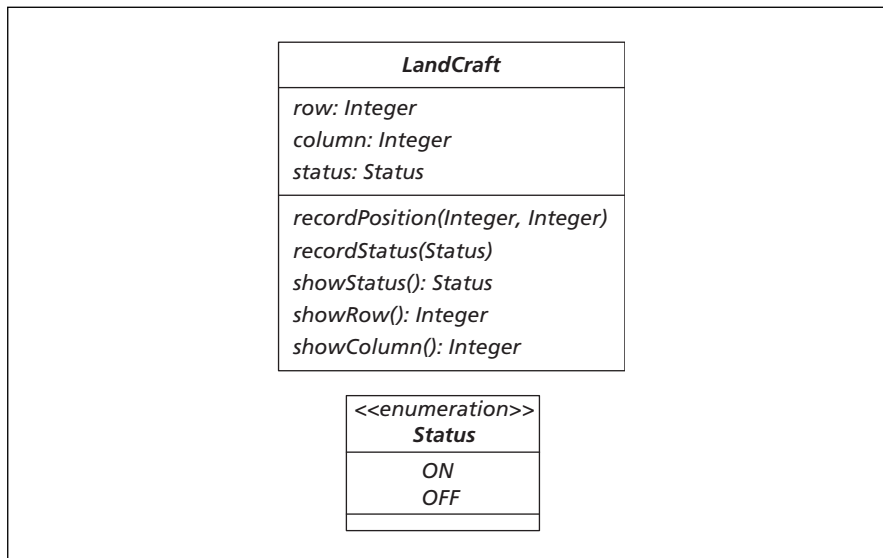 LandCraft
row: Integer
column: Integer
status: Status
recordPosition(Integer, Integer)
recordStatus(Status)
showStatus(): Status
showRow(): Integer
showColumn(): Integer
<<enumeration>>
Status
ON
OFF